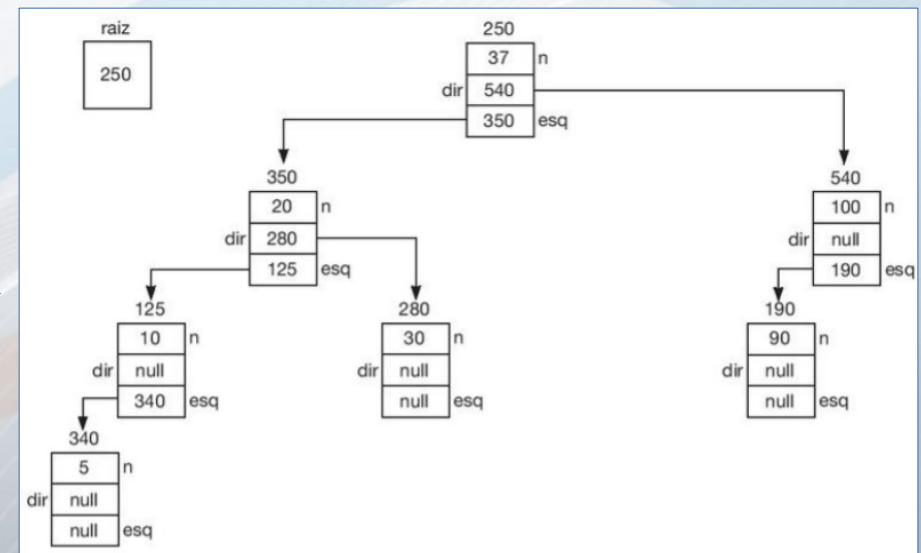 raiz
250
250
37 n
dir 540
350 esq
350
20 n
dir 280
125 esq
540
100 n
dir null
190 esq
125
10 n
dir null
340 esq
280
30 n
dir null
null esq
190
90 n
dir null
null esq
340
5 n
dir null
null esq